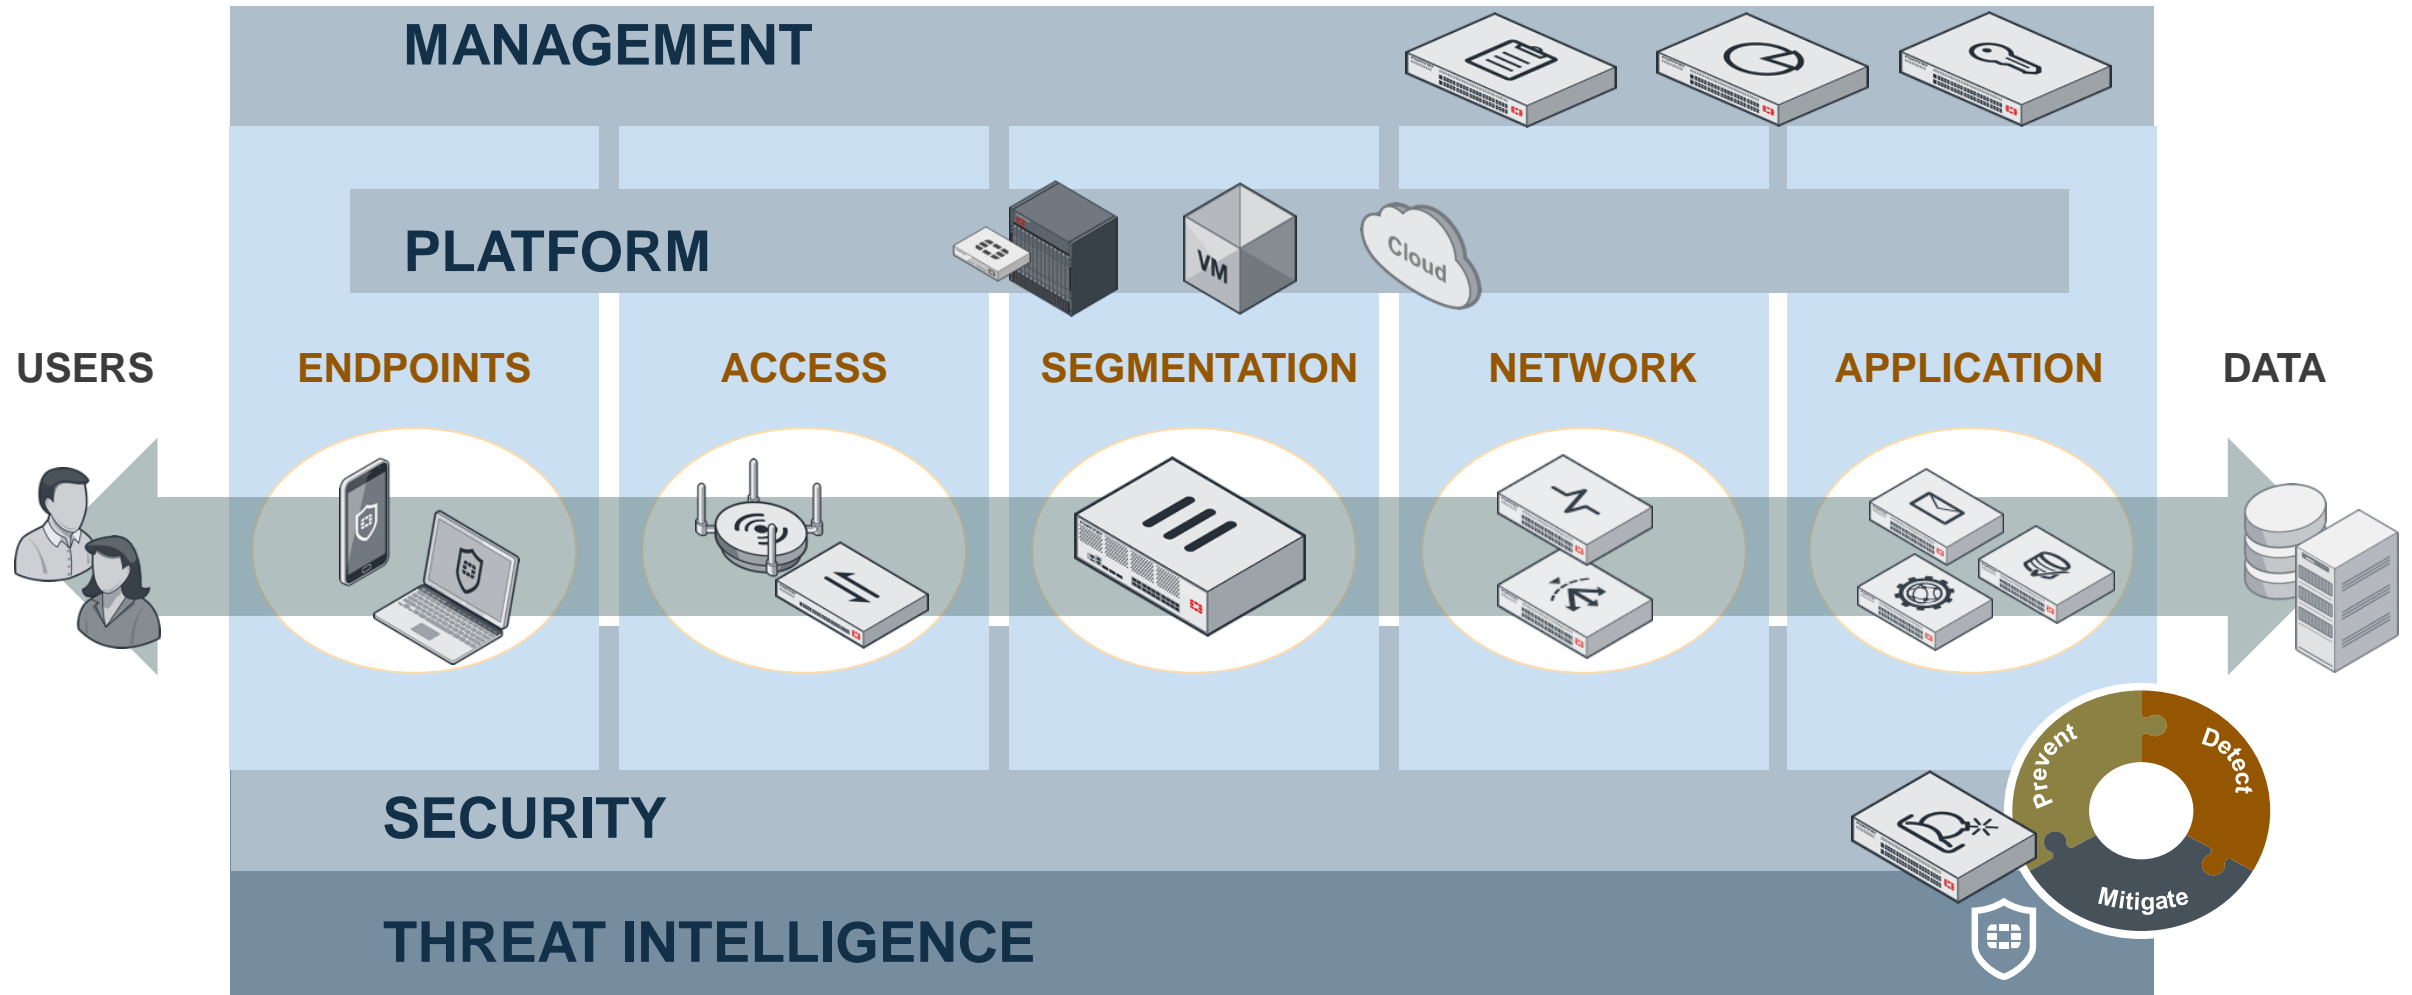 MANAGEMENT
PLATFORM
VM
Cloud
USERS
ENDPOINTS
ACCESS
SEGMENTATION
NETWORK
APPLICATION
DATA
Prevent
Detect
Mitigate
SECURITY
THREAT INTELLIGENCE